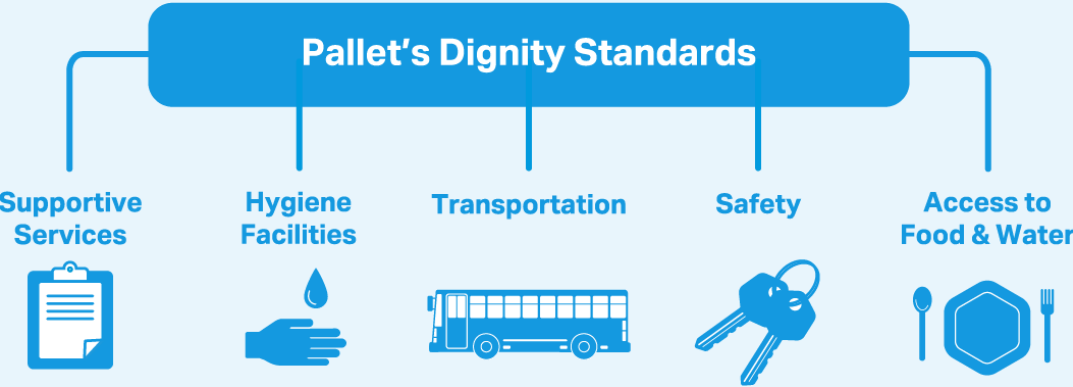 Pallet’s Dignity Standards
Supportive
Services
Hygiene
Facilities
Transportation
Safety
Access to
Food & Water